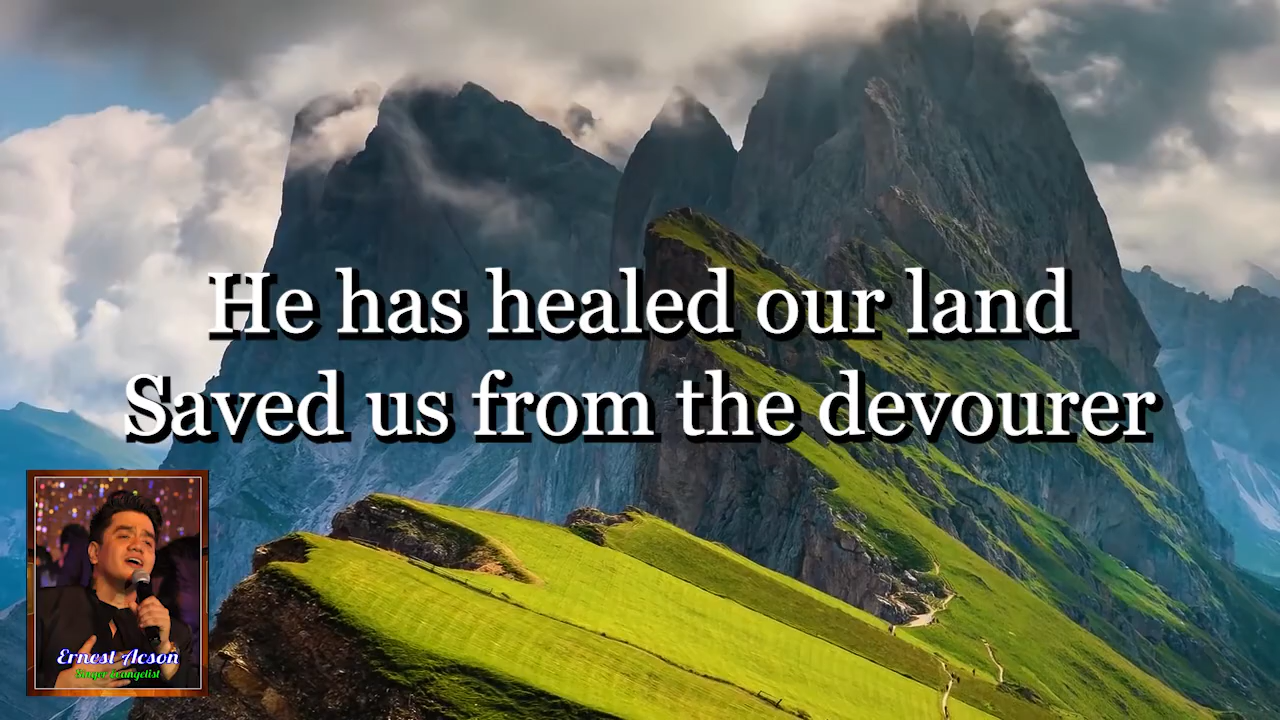 He has healed our land
Saved us from the devourer
Ernest Acson
Singer Evangelist